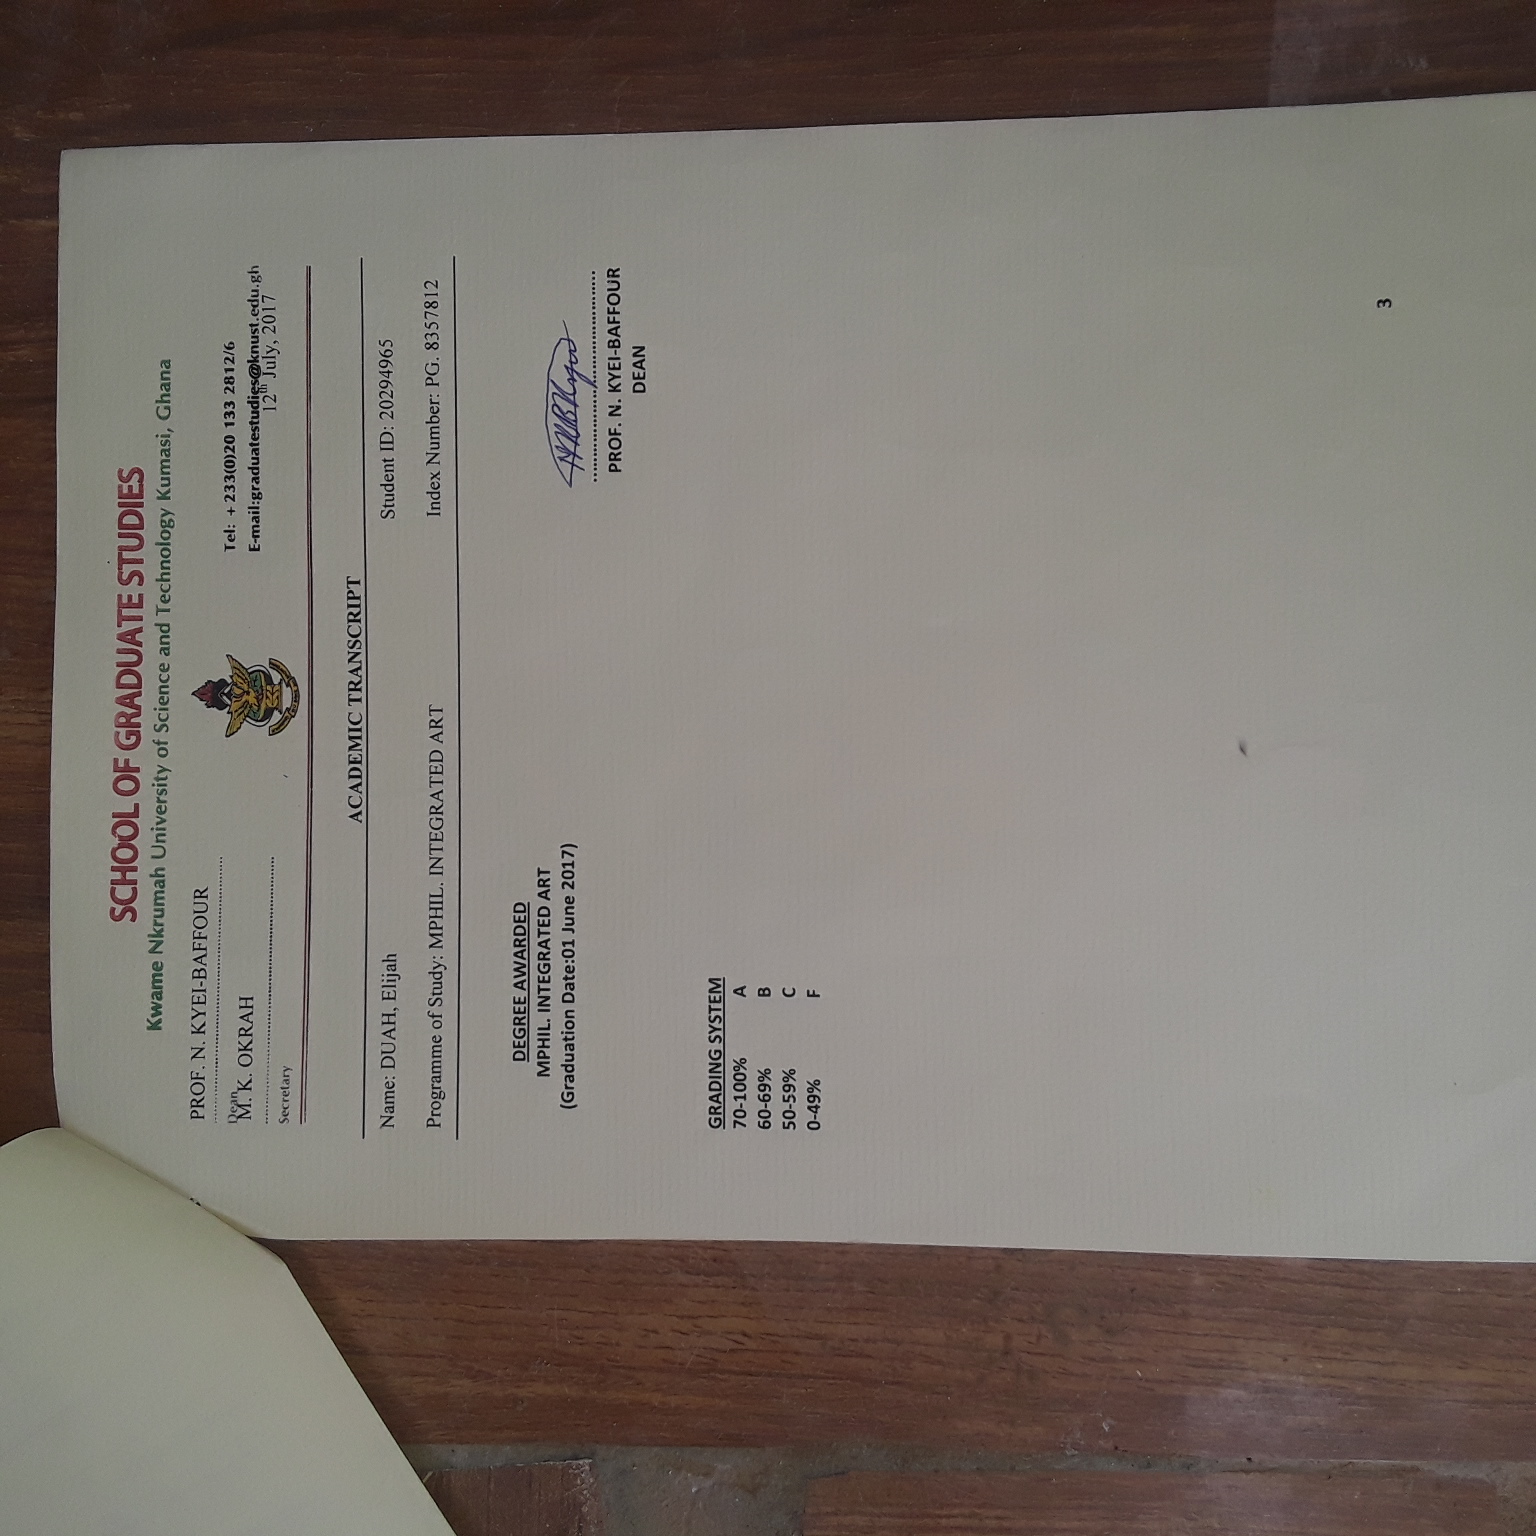 SCHOOL OF GRADUATE STUDIES
Kwame Nkrumah University of Science and Technology Kumasi, Ghana
PROF. N. KYEI-BAFFOUR
Dean
M. K. OKRAH
Secretary
Tel: +233(0)20 133 2812/6
E-mail:graduatestudies@knust.edu.gh
12th July, 2017
ACADEMIC TRANSCRIPT
Name: DUAH, Elijah Student ID: 20294965
Programme of Study: MPHIL. INTEGRATED ART Index Number: PG. 8357812
DEGREE AWARDED
MPHIL. INTEGRATED ART
(Graduation Date:01 June 2017)
PROF. N. KYEI-BAFFOUR
DEAN
GRADING SYSTEM
70-100% A
60-69% B
50-59% C
0-49% F
3